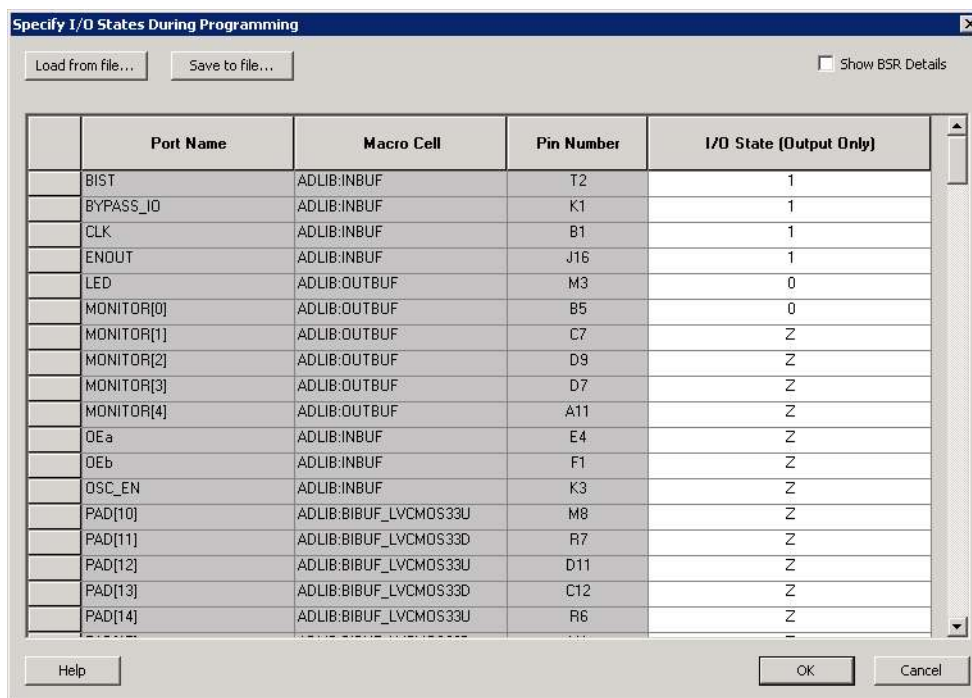 Specify I/O States During Programming
Load from file... Save to file... Show BSR Details
Port Name Macro Cell Pin Number I/O State (Output Only)
BIST ADLIB:INBUF T2 1
BYPASS_IO ADLIB:INBUF K1 1
CLK ADLIB:INBUF B1 1
ENOUT ADLIB:INBUF J16 1
LED ADLIB:OUTBUF M3 0
MONITOR[0] ADLIB:OUTBUF B5 0
MONITOR[1] ADLIB:OUTBUF C7 Z
MONITOR[2] ADLIB:OUTBUF D9 Z
MONITOR[3] ADLIB:OUTBUF D7 Z
MONITOR[4] ADLIB:OUTBUF A11 Z
OEa ADLIB:INBUF E4 Z
OEb ADLIB:INBUF F1 Z
OSC_EN ADLIB:INBUF K3 Z
PAD[10] ADLIB:BIBUF_LVCMOS33U M8 Z
PAD[11] ADLIB:BIBUF_LVCMOS33D R7 Z
PAD[12] ADLIB:BIBUF_LVCMOS33U D11 Z
PAD[13] ADLIB:BIBUF_LVCMOS33D C12 Z
PAD[14] ADLIB:BIBUF_LVCMOS33U R6 Z
Help OK Cancel